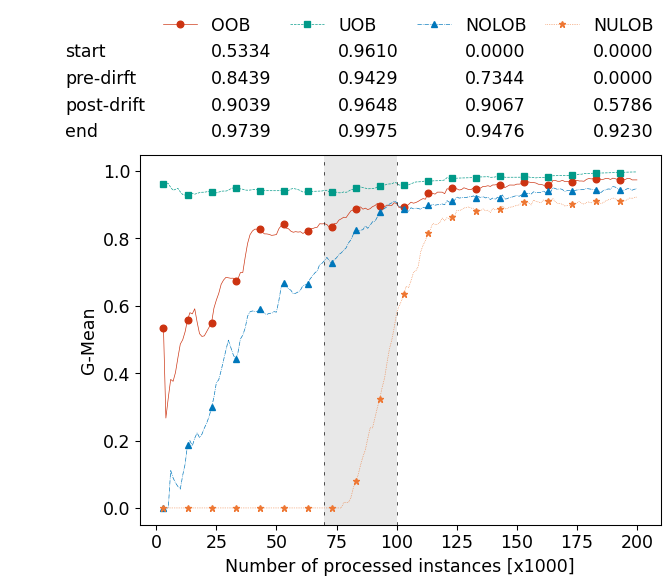 OOB UOB NOLOB NULOB
start 0.5334 0.9610 0.0000 0.0000
pre-dirft 0.8439 0.9429 0.7344 0.0000
post-drift 0.9039 0.9648 0.9067 0.5786
end 0.9739 0.9975 0.9476 0.9230
1.0
0.8
0.6
0.4
0.2
0.0
G-Mean
0 25 50 75 100 125 150 175 200
Number of processed instances [x1000]